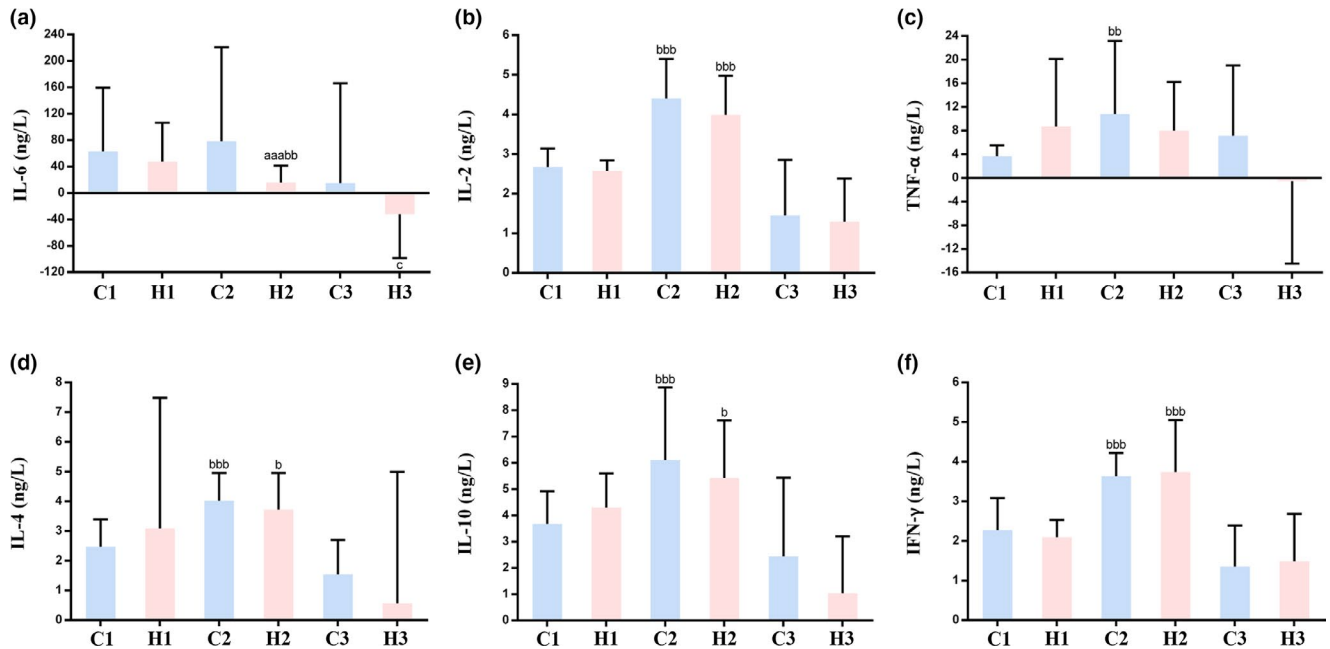 (a)
IL-6 (ng/L)
240
200
160
120
80
40
0
-40
-80
-120
aaabb
c
C1 H1 C2 H2 C3 H3
(b)
IL-2 (ng/L)
6
5
4
3
2
1
0
bbb
bbb
C1 H1 C2 H2 C3 H3
(c)
TNF-α (ng/L)
24
20
16
12
8
4
0
-4
-8
-12
-16
bb
C1 H1 C2 H2 C3 H3
(d)
IL-4 (ng/L)
8
7
6
5
4
3
2
1
0
bbb
b
C1 H1 C2 H2 C3 H3
(e)
IL-10 (ng/L)
9
8
7
6
5
4
3
2
1
0
bbb
b
C1 H1 C2 H2 C3 H3
(f)
IFN-γ (ng/L)
6
5
4
3
2
1
0
bbb
bbb
C1 H1 C2 H2 C3 H3